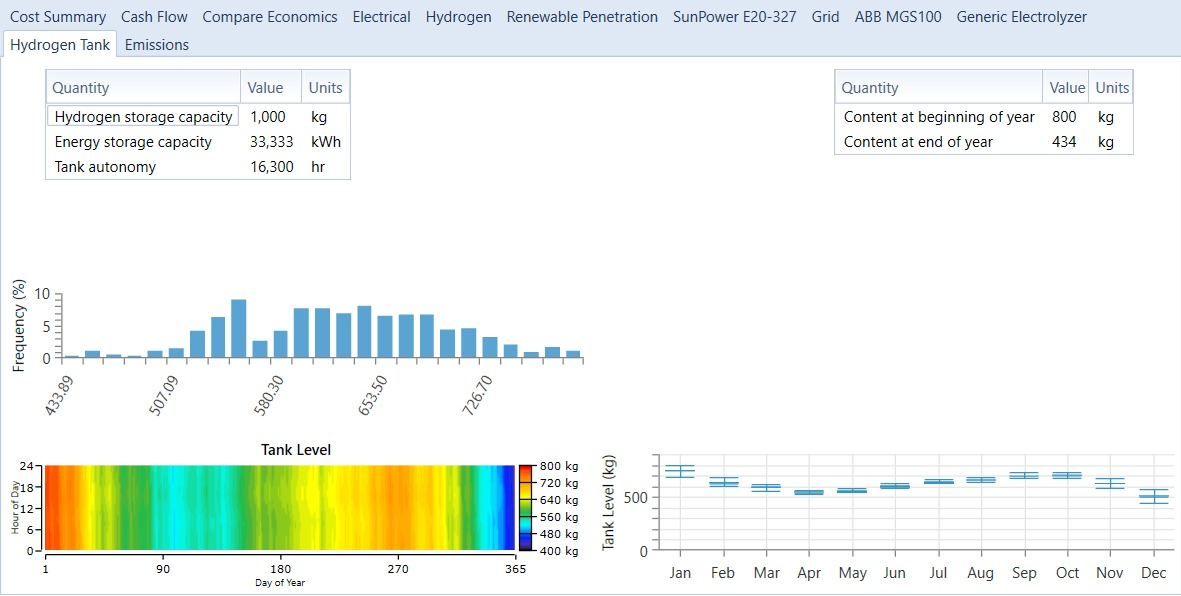 Cost Summary Cash Flow Compare Economics Electrical Hydrogen Renewable Penetration SunPower E20-327 Grid ABB MGS100 Generic Electrolyzer
Hydrogen Tank Emissions
Quantity Value Units
Hydrogen storage capacity 1,000 kg
Energy storage capacity 33,333 kWh
Tank autonomy 16,300 hr
Quantity Value Units
Content at beginning of year 800 kg
Content at end of year 434 kg
Frequency (%)
10
5
0
433.89 507.09 580.30 653.50 726.70
Tank Level
Hour of Day
24
18
12
6
0
1 90 180 270 365
Day of Year
800 kg
720 kg
640 kg
560 kg
480 kg
400 kg
Tank Level (kg)
500
0
Jan Feb Mar Apr May Jun Jul Aug Sep Oct Nov Dec